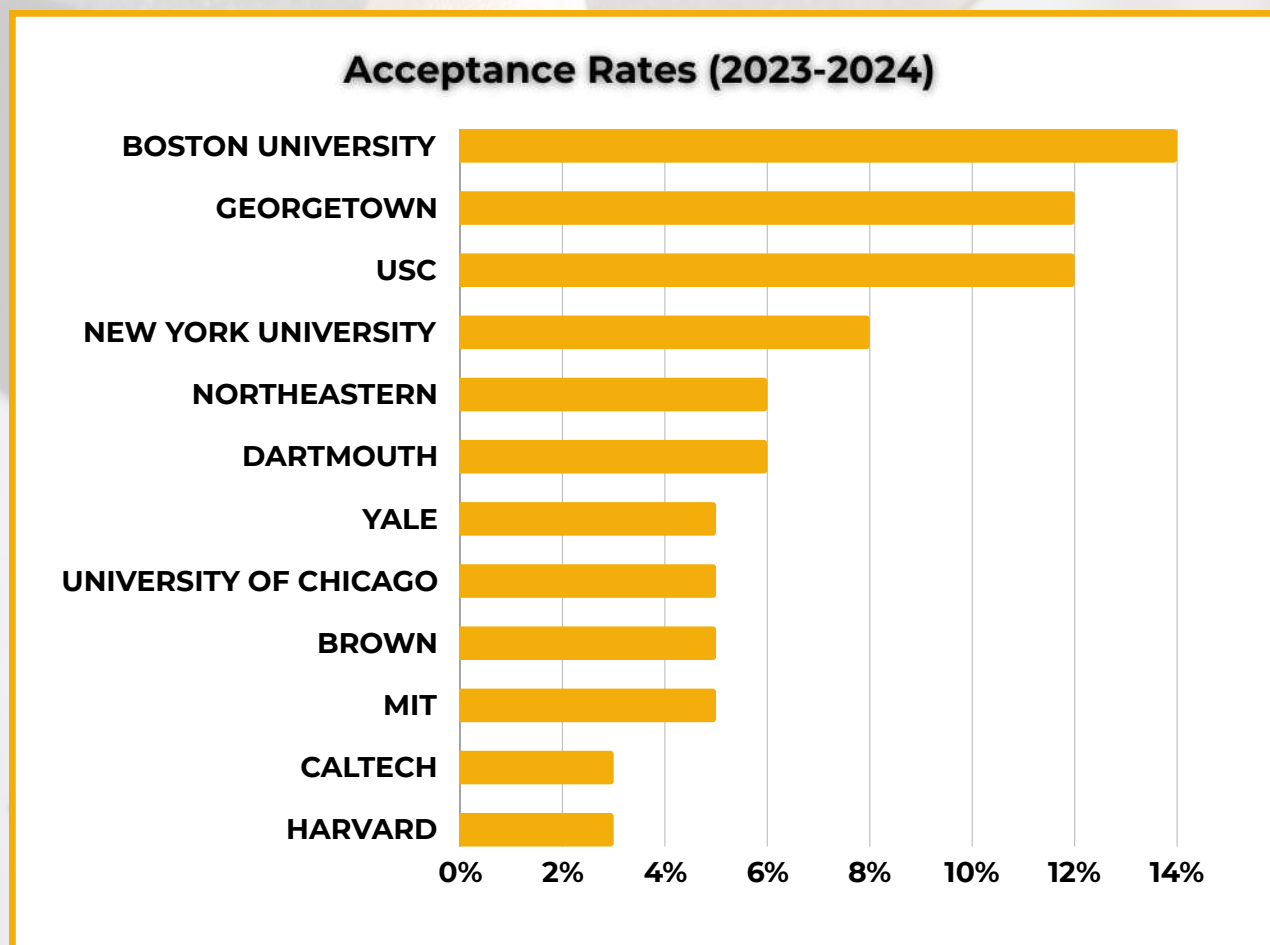 Acceptance Rates (2023-2024)
BOSTON UNIVERSITY
GEORGETOWN
USC
NEW YORK UNIVERSITY
NORTHEASTERN
DARTMOUTH
YALE
UNIVERSITY OF CHICAGO
BROWN
MIT
CALTECH
HARVARD
0% 2% 4% 6% 8% 10% 12% 14%